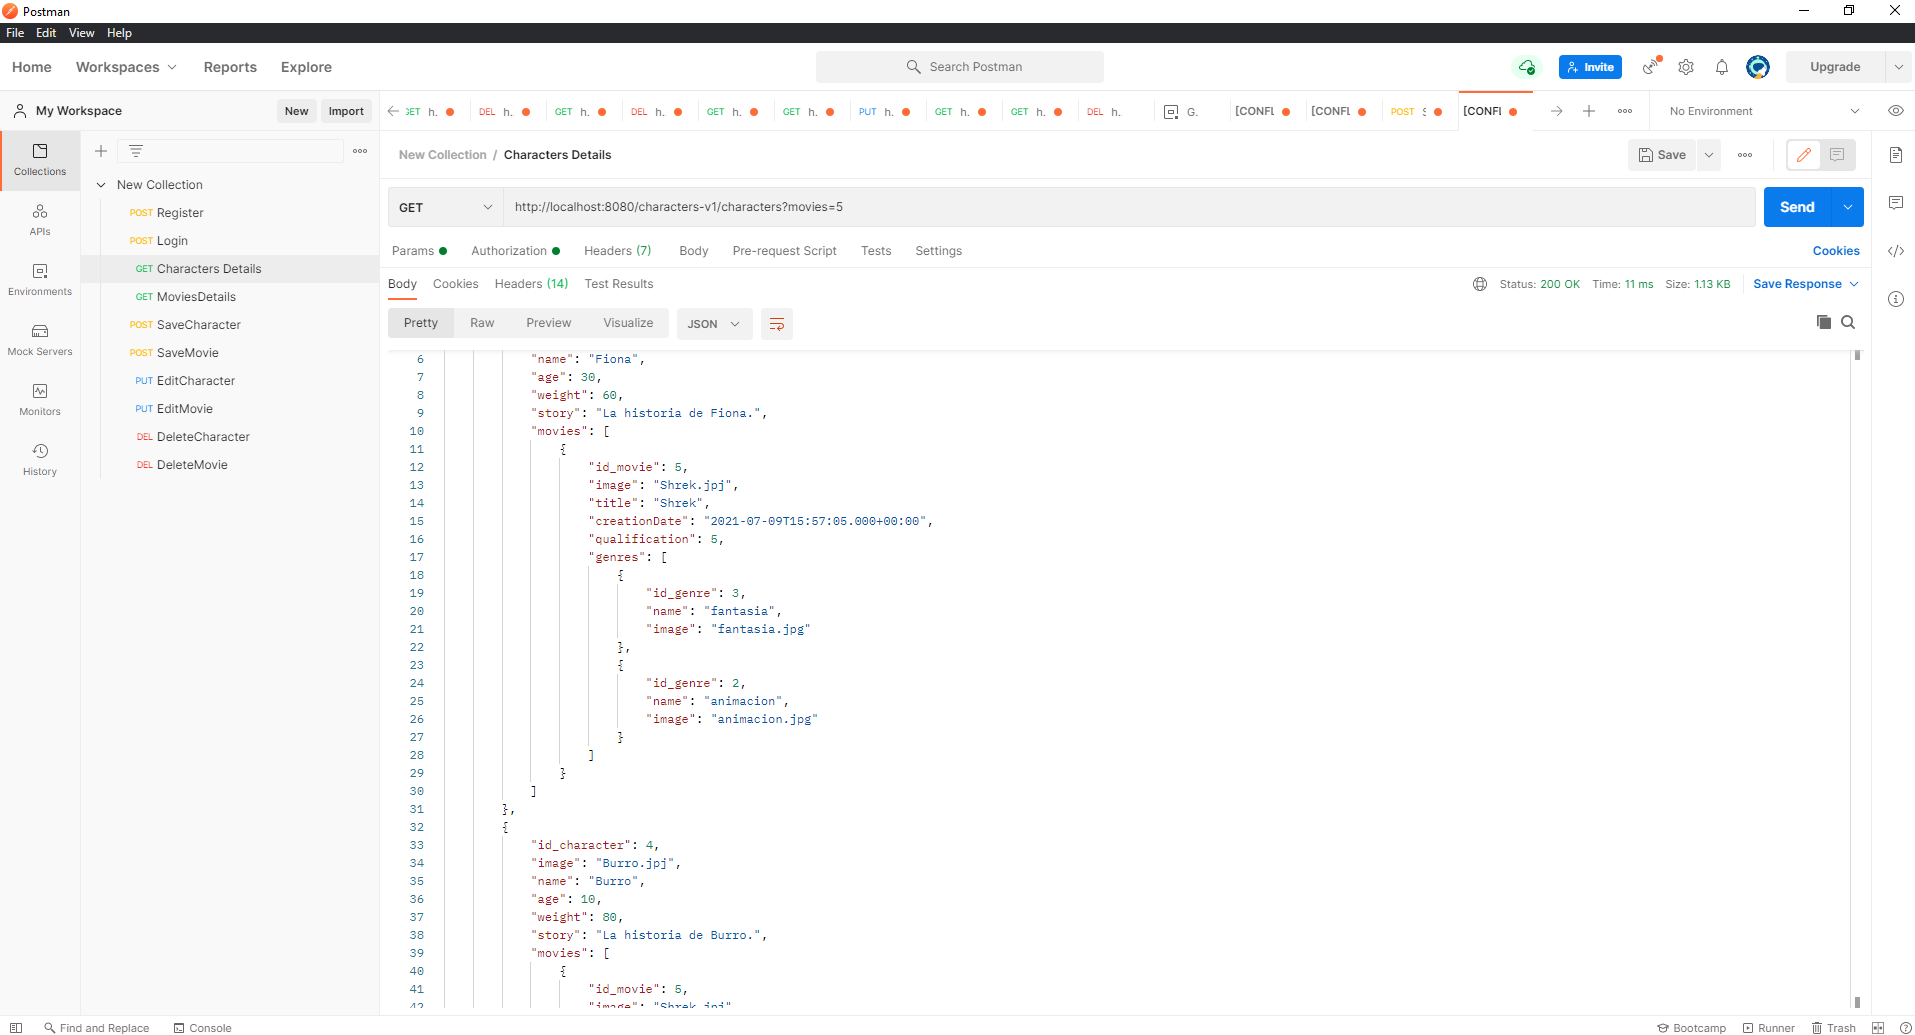 Postman
File Edit View Help
Home Workspaces Reports Explore
Search Postman
Invite
Upgrade
My Workspace
New Import
GET h. DEL h. GET h. DEL h. GET h. GET h. PUT h. GET h. GET h. DEL h. G. [CONFL [CONFL POST S [CONFL
No Environment
Collections
APIs
Environments
Mock Servers
Monitors
History
New Collection
POST Register
POST Login
GET Characters Details
GET MoviesDetails
POST SaveCharacter
POST SaveMovie
PUT EditCharacter
PUT EditMovie
DEL DeleteCharacter
DEL DeleteMovie
New Collection / Characters Details
Save
GET http://localhost:8080/characters-v1/characters?movies=5
Send
Params Authorization Headers (7) Body Pre-request Script Tests Settings
Cookies
Body Cookies Headers (14) Test Results
Status: 200 OK Time: 11 ms Size: 1.13 KB Save Response
Pretty Raw Preview Visualize JSON
6 "name": "Fiona",
7 "age": 30,
8 "weight": 60,
9 "story": "La historia de Fiona.",
10 "movies": [
11 {
12 "id_movie": 5,
13 "image": "Shrek.jpj",
14 "title": "Shrek",
15 "creationDate": "2021-07-09T15:57:05.000+00:00",
16 "qualification": 5,
17 "genres": [
18 {
19 "id_genre": 3,
20 "name": "fantasia",
21 "image": "fantasia.jpg"
22 },
23 {
24 "id_genre": 2,
25 "name": "animacion",
26 "image": "animacion.jpg"
27 }
28 ]
29 }
30 ]
31 },
32 {
33 "id_character": 4,
34 "image": "Burro.jpj",
35 "name": "Burro",
36 "age": 10,
37 "weight": 80,
38 "story": "La historia de Burro.",
39 "movies": [
40 {
41 "id_movie": 5,
42 "image": "Shrek.jpj"
Find and Replace Console
Bootcamp Runner Trash